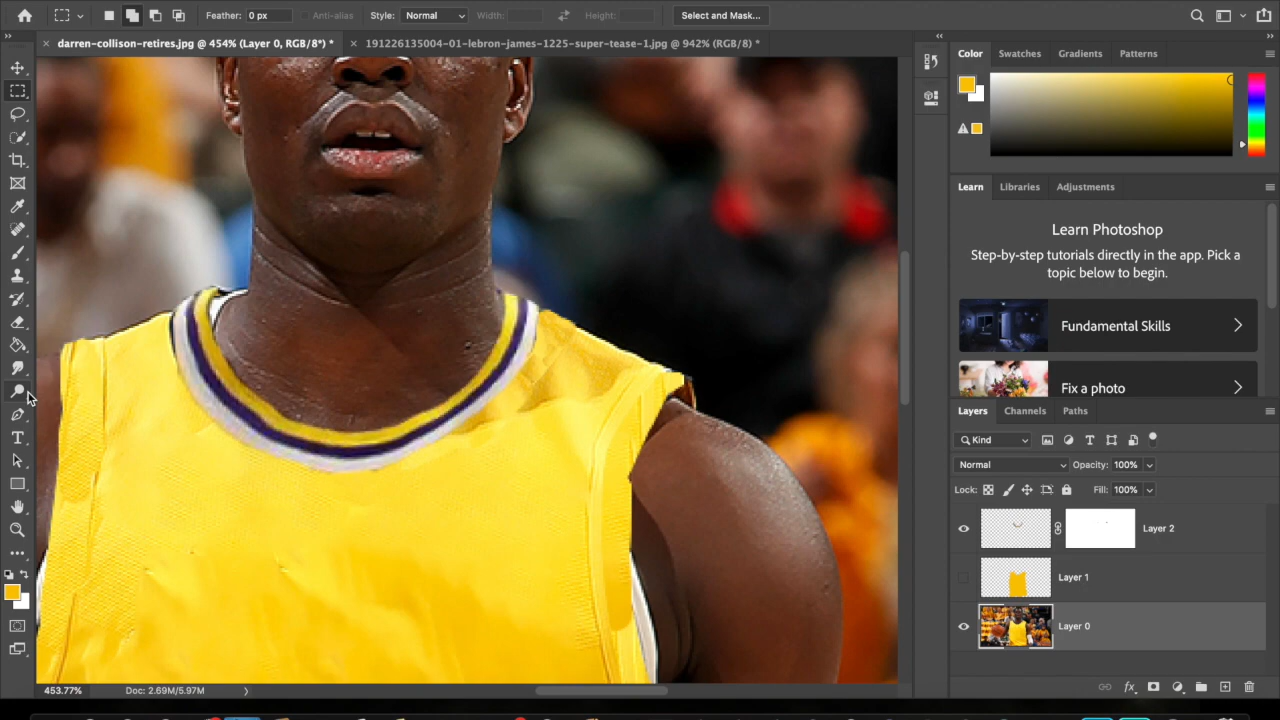 Feather: 0 px
Anti-alias
Style: Normal
Width:
Height:
Select and Mask...
darren-collison-retires.jpg @ 454% (Layer 0, RGB/8*) *
191226135004-01-lebron-james-1225-super-tease-1.jpg @ 942% (RGB/8) *
Color
Swatches
Gradients
Patterns
Learn
Libraries
Adjustments
Learn Photoshop
Step-by-step tutorials directly in the app. Pick a
topic below to begin.
Fundamental Skills
Fix a photo
Layers
Channels
Paths
Kind
Normal
Opacity: 100%
Lock:
Fill: 100%
Layer 2
Layer 1
Layer 0
453.77%
Doc: 2.69M/5.97M